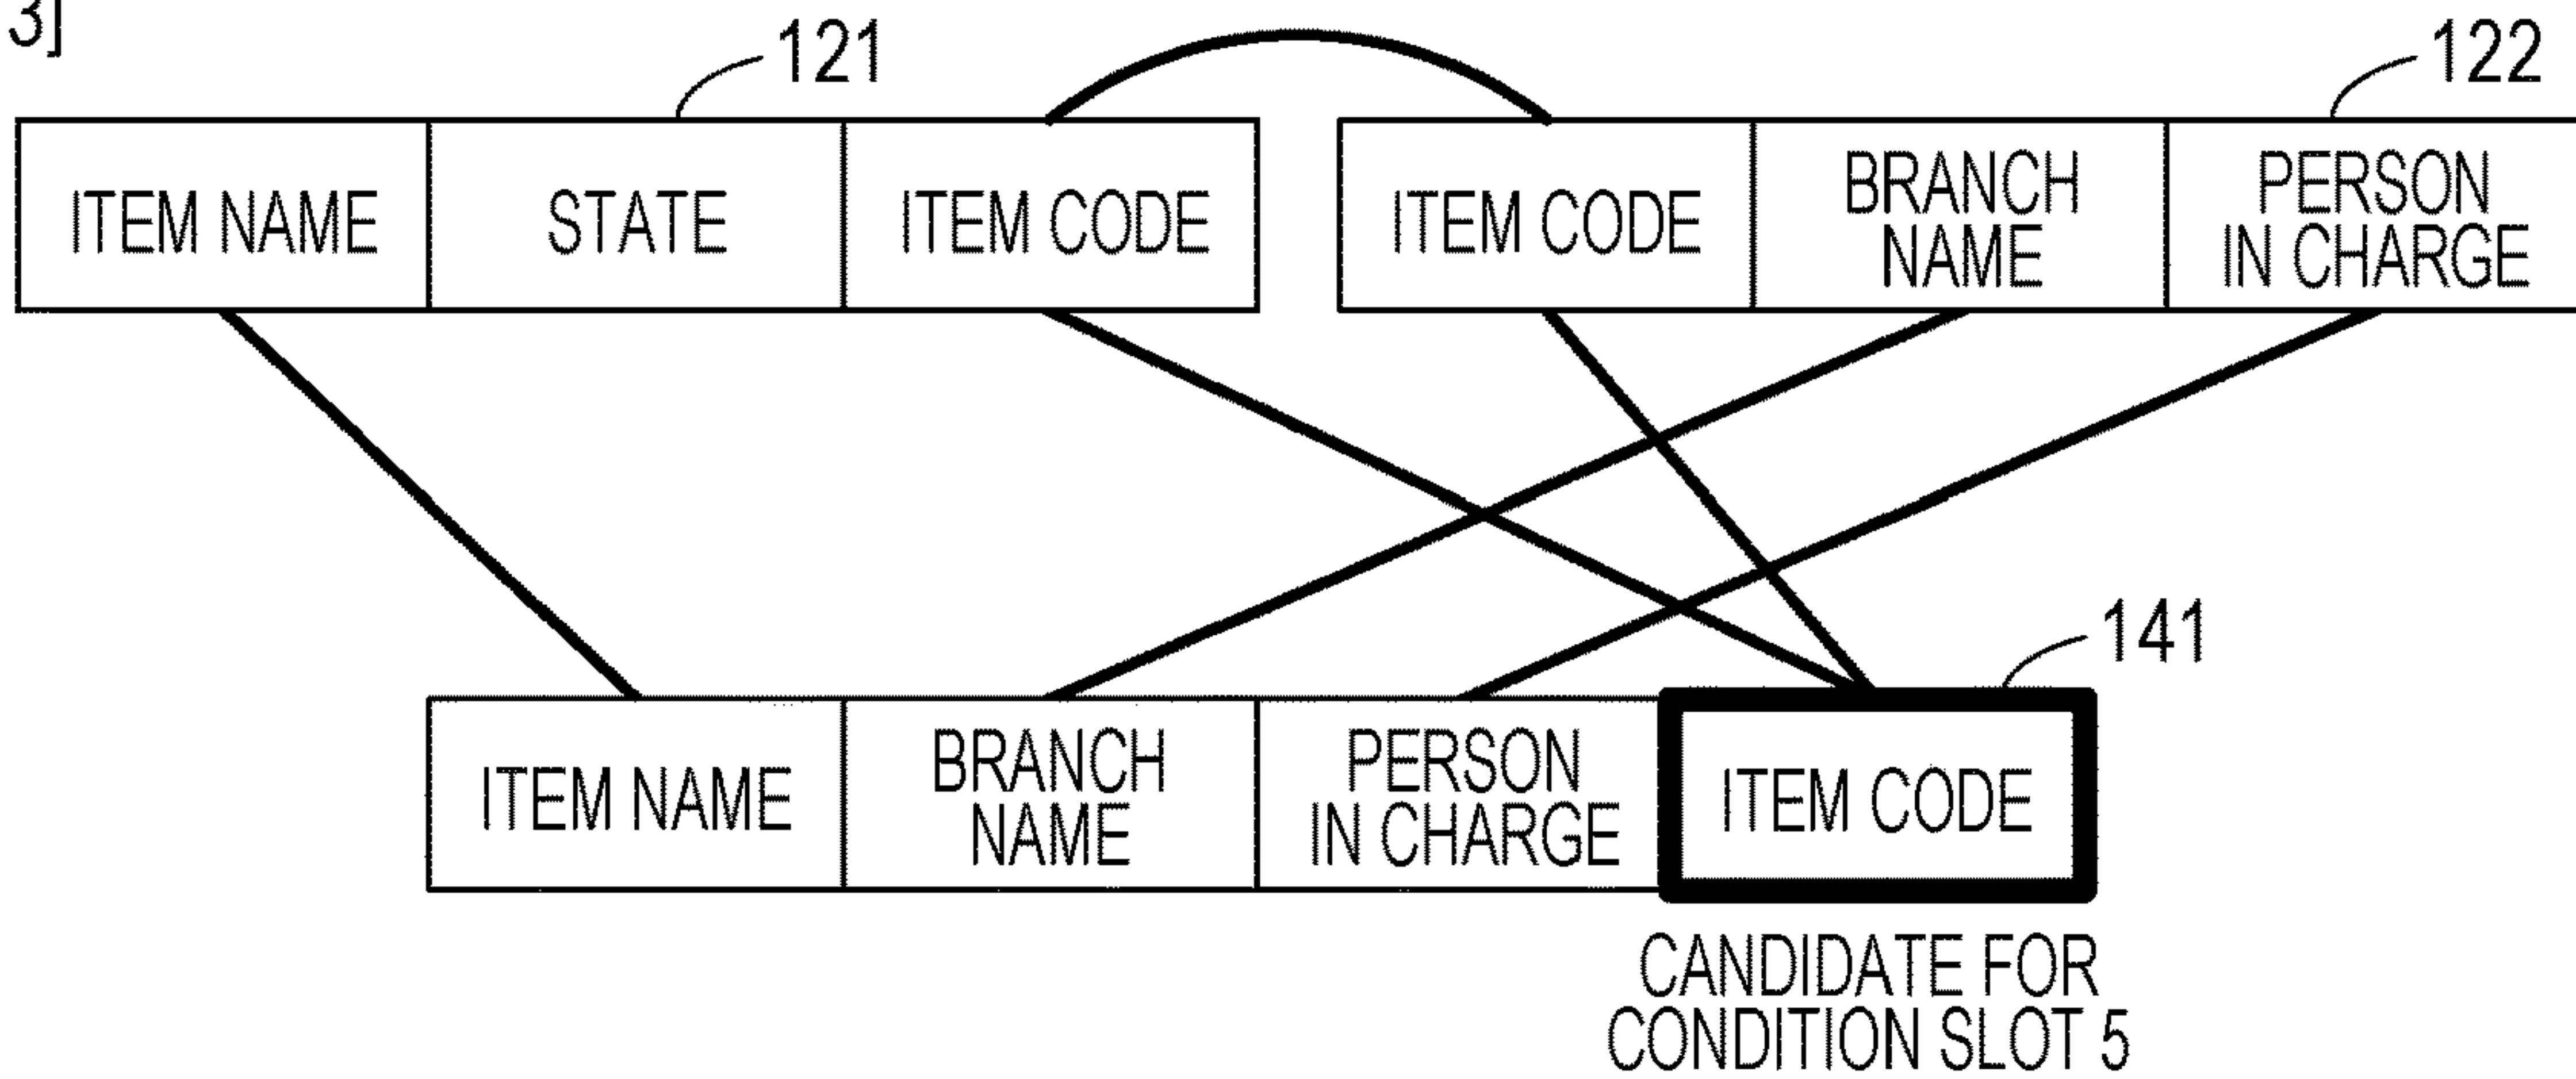 3]
121
122
ITEM NAME
STATE
ITEM CODE
ITEM CODE
BRANCH
NAME
PERSON
IN CHARGE
141
ITEM NAME
BRANCH
NAME
PERSON
IN CHARGE
ITEM CODE
CANDIDATE FOR
CONDITION SLOT 5